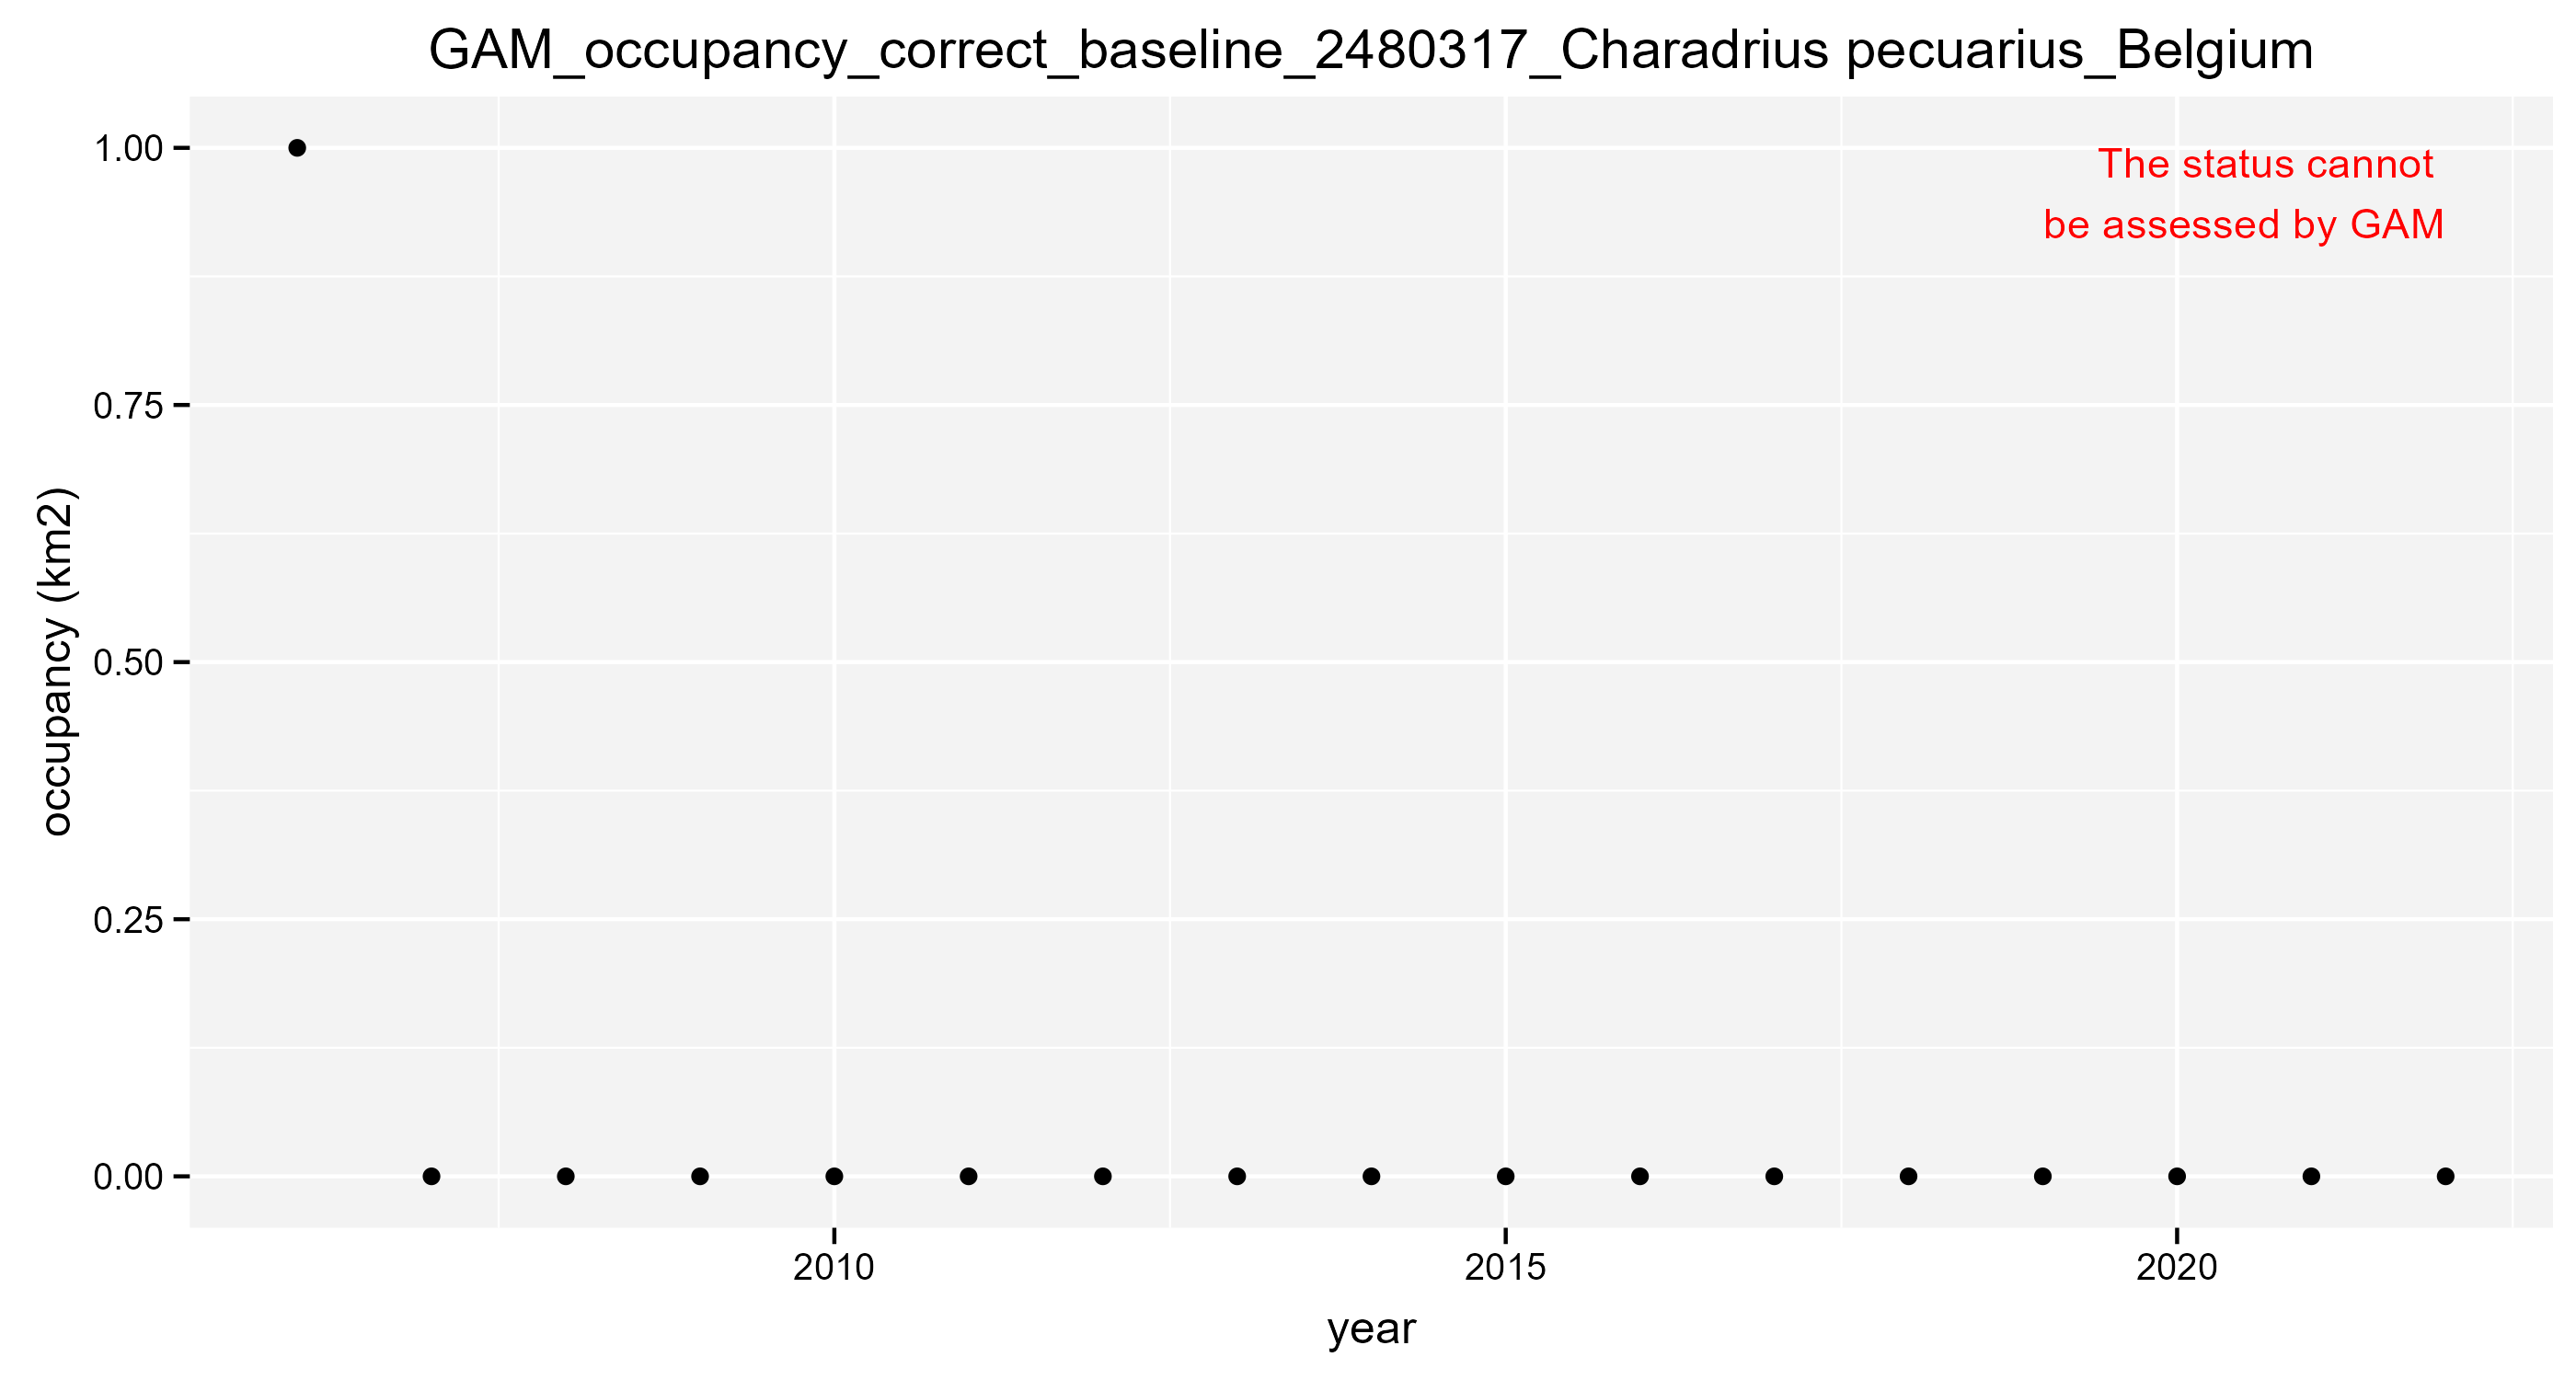 GAM_occupancy_correct_baseline_2480317_Charadrius pecuarius_Belgium
The status cannot
be assessed by GAM
1.00
0.75
0.50
0.25
0.00
occupancy (km2)
2010
2015
2020
year